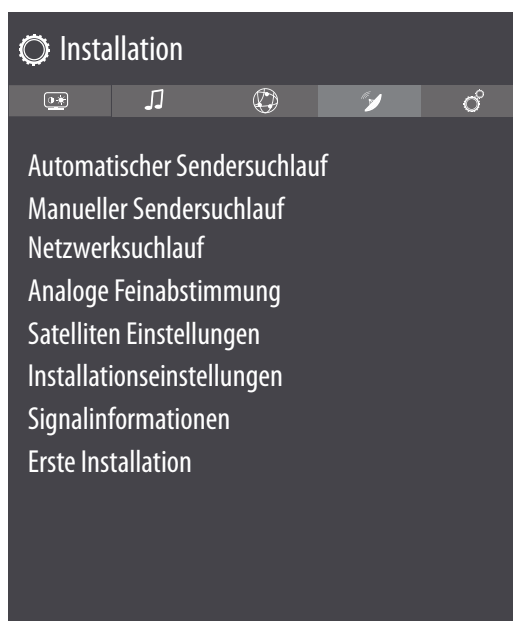 Installation
Automatischer Sendersuchlauf
Manueller Sendersuchlauf
Netzwerksuchlauf
Analoge Feinabstimmung
Satelliten Einstellungen
Installationseinstellungen
Signalinformationen
Erste Installation